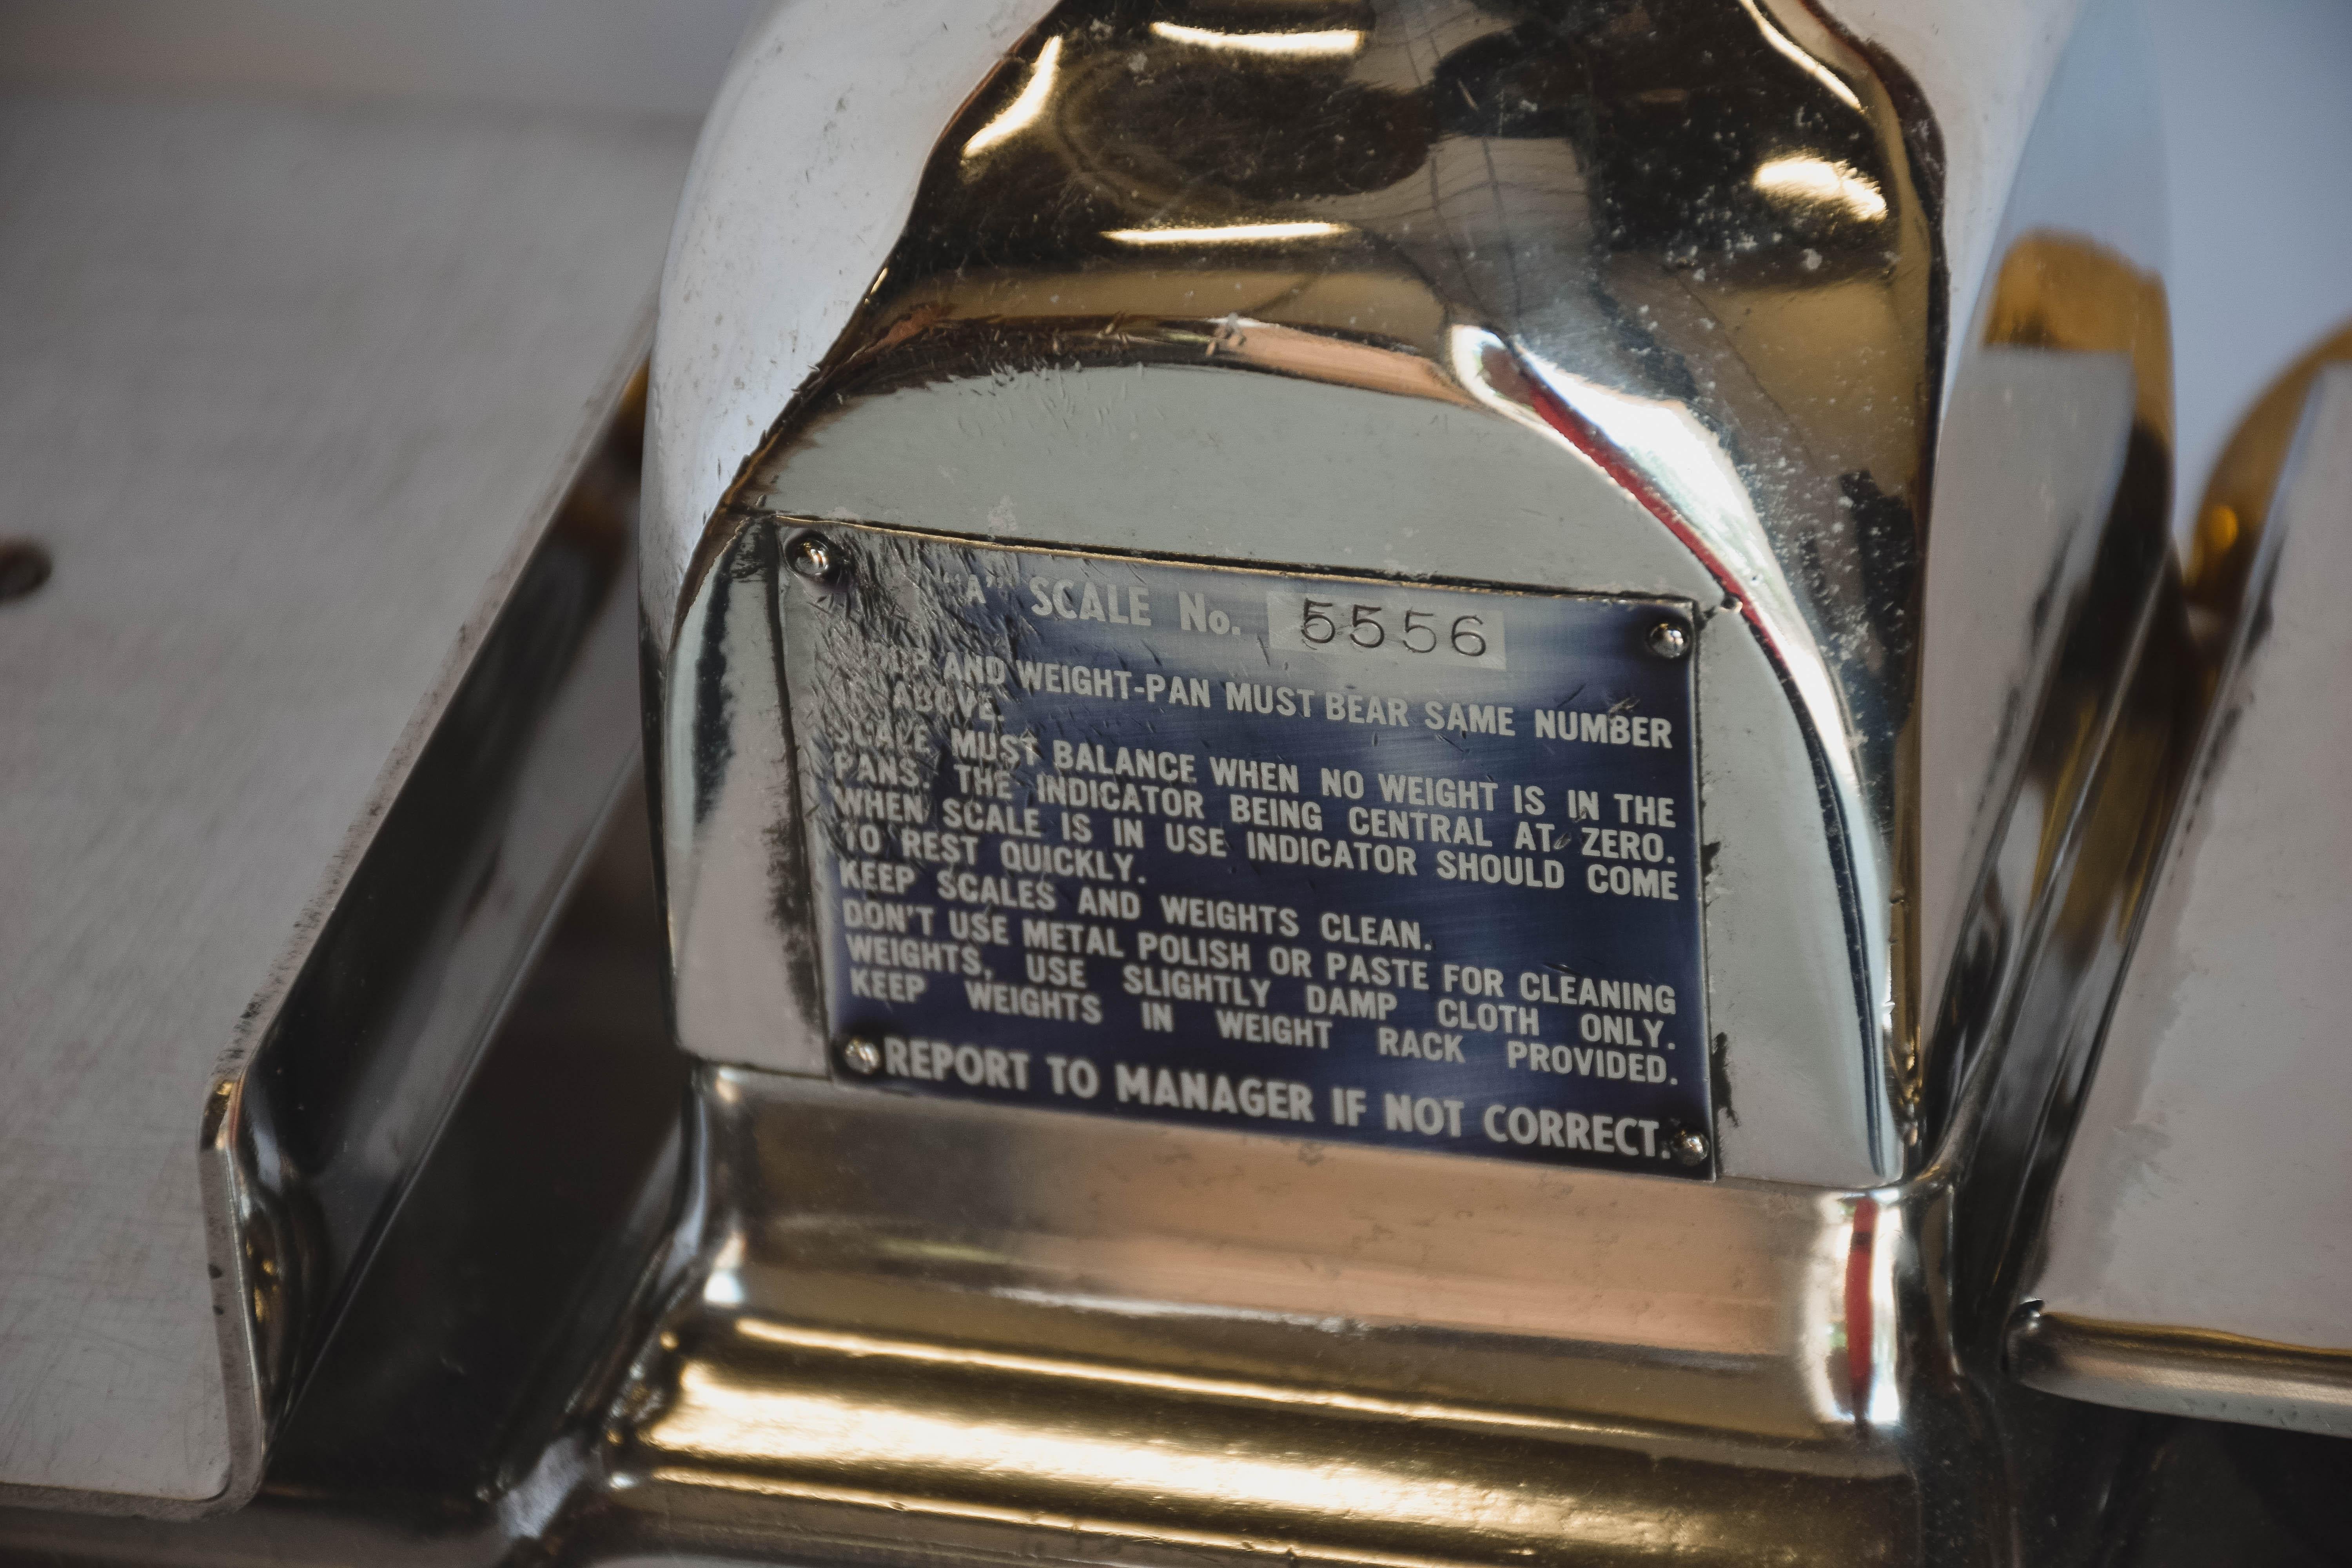 "A" SCALE No. 5556
AND WEIGHT-PAN MUST BEAR SAME NUMBER
ABOVE.
SCALE MUST BALANCE WHEN NO WEIGHT IS IN THE
PANS. THE INDICATOR BEING CENTRAL AT ZERO.
WHEN SCALE IS IN USE INDICATOR SHOULD COME
TO REST QUICKLY.
KEEP SCALES AND WEIGHTS CLEAN.
DON'T USE METAL POLISH OR PASTE FOR CLEANING
WEIGHTS, USE SLIGHTLY DAMP CLOTH ONLY.
KEEP WEIGHTS IN WEIGHT RACK PROVIDED.
REPORT TO MANAGER IF NOT CORRECT.